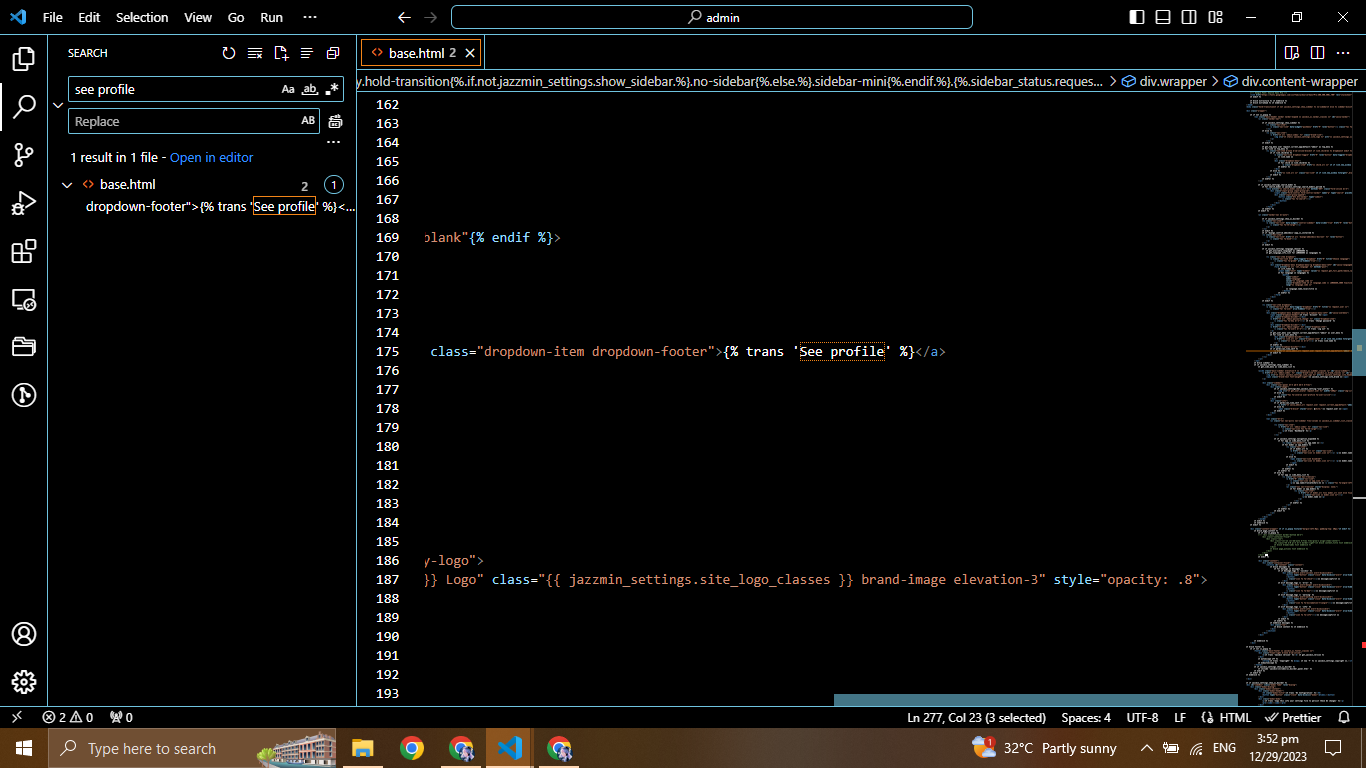 File Edit Selection View Go Run ···
admin
SEARCH
see profile
Aa ab .*
Replace
AB
···
1 result in 1 file - Open in editor
base.html 2 1
dropdown-footer">{% trans 'See profile' %}<...
base.html 2
y.hold-transition{%.if.not.jazzmin_settings.show_sidebar.%}.no-sidebar{%.else.%}.sidebar-mini{%.endif.%}.{%.sidebar_status.reques... > div.wrapper > div.content-wrapper
162
163
164
165
166
167
168
169 blank"{% endif %}>
170
171
172
173
174
175 class="dropdown-item dropdown-footer">{% trans 'See profile' %}</a>
176
177
178
179
180
181
182
183
184
185
186 y-logo">
187 }} Logo" class="{{ jazzmin_settings.site_logo_classes }} brand-image elevation-3" style="opacity: .8">
188
189
190
191
192
193
2 0 0
Ln 277, Col 23 (3 selected) Spaces: 4 UTF-8 LF HTML Prettier
Type here to search
32°C Partly sunny
ENG
3:52 pm
12/29/2023